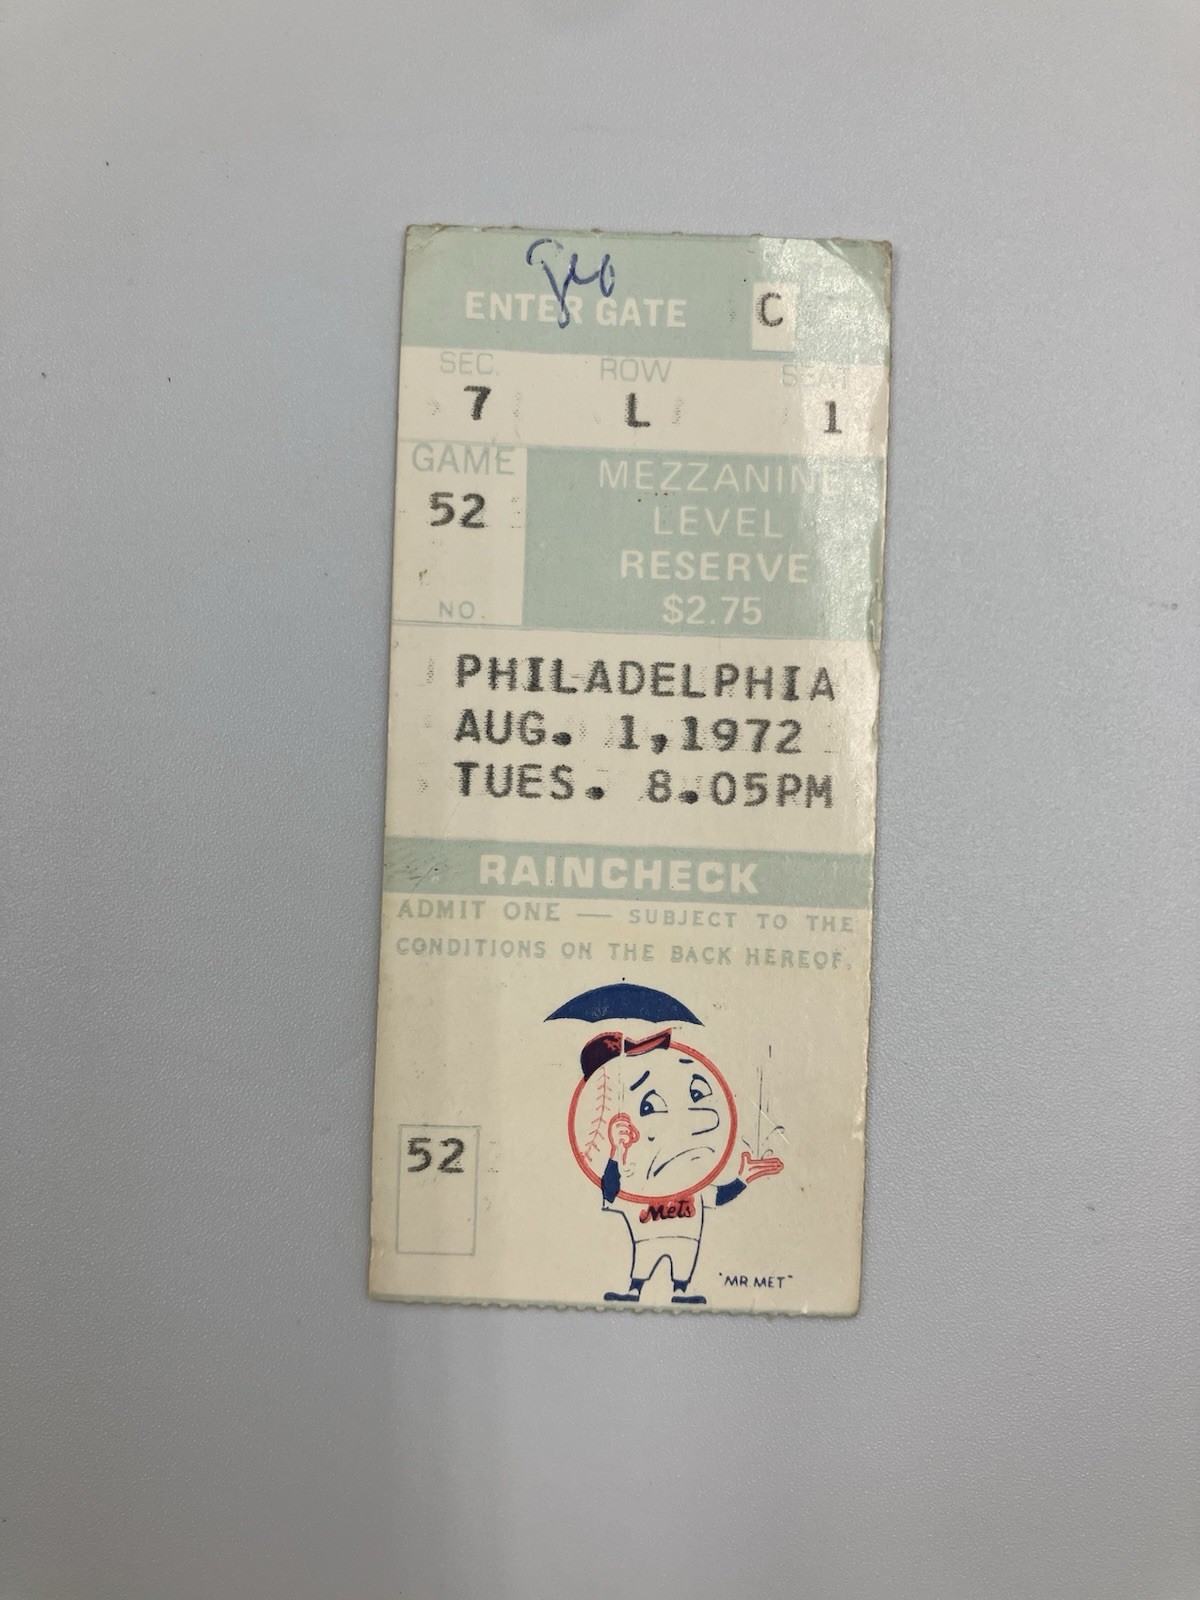 ENTER GATE C
SEC. ROW SEAT
7 L 1
GAME
52
NO.
MEZZANINE
LEVEL
RESERVE
$2.75
PHILADELPHIA
AUG. 1,1972
TUES. 8.05PM
RAINCHECK
ADMIT ONE — SUBJECT TO THE
CONDITIONS ON THE BACK HEREOF.
52
Mets
"MR. MET"